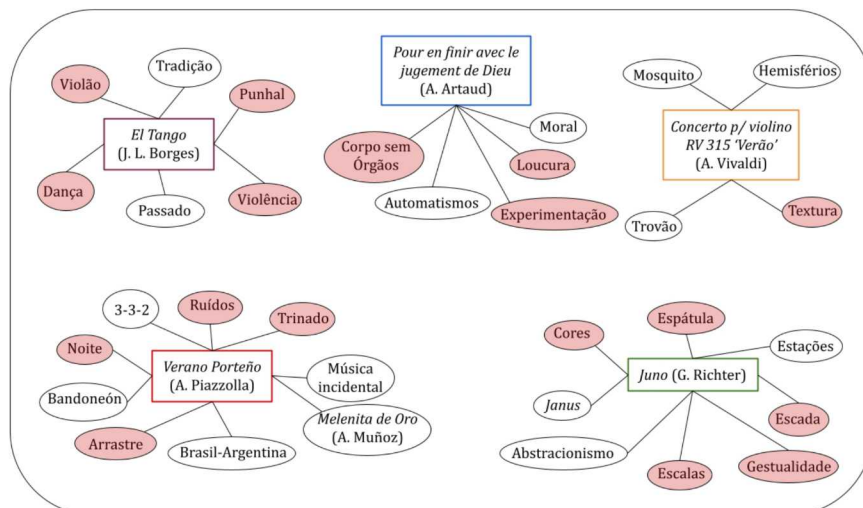 Violão
Tradição
Punhal
El Tango
(J. L. Borges)
Dança
Passado
Violência
Pour en finir avec le
jugement de Dieu
(A. Artaud)
Corpo sem
Órgãos
Automatismos
Moral
Loucura
Experimentação
Mosquito
Hemisférios
Concerto p/ violino
RV 315 ‘Verão’
(A. Vivaldi)
Trovão
Textura
3-3-2
Ruídos
Trinado
Noite
Verano Porteño
(A. Piazzolla)
Bandoneón
Música
incidental
Melenita de Oro
(A. Muñoz)
Arrastre
Brasil-Argentina
Cores
Espátula
Estações
Juno (G. Richter)
Janus
Escada
Abstracionismo
Escalas
Gestualidade